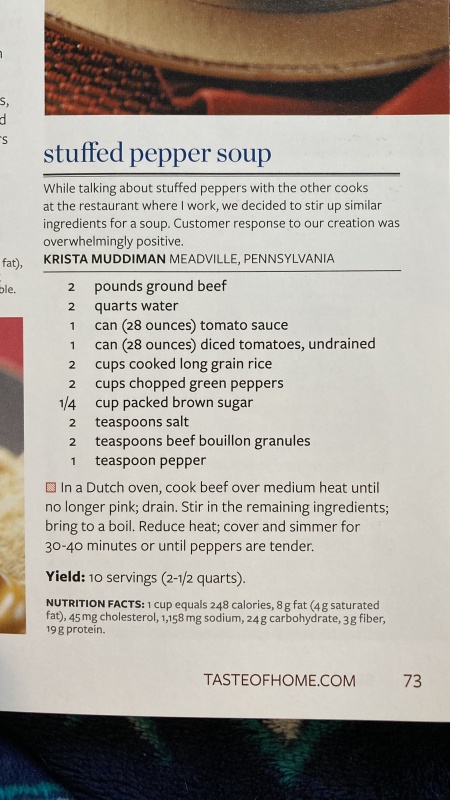 s,
d
rs
fat),
ble.
stuffed pepper soup
While talking about stuffed peppers with the other cooks
at the restaurant where I work, we decided to stir up similar
ingredients for a soup. Customer response to our creation was
overwhelmingly positive.
KRISTA MUDDIMAN MEADVILLE, PENNSYLVANIA
2 pounds ground beef
2 quarts water
1 can (28 ounces) tomato sauce
1 can (28 ounces) diced tomatoes, undrained
2 cups cooked long grain rice
2 cups chopped green peppers
1/4 cup packed brown sugar
2 teaspoons salt
2 teaspoons beef bouillon granules
1 teaspoon pepper
In a Dutch oven, cook beef over medium heat until
no longer pink; drain. Stir in the remaining ingredients;
bring to a boil. Reduce heat; cover and simmer for
30-40 minutes or until peppers are tender.
Yield: 10 servings (2-1/2 quarts).
NUTRITION FACTS: 1 cup equals 248 calories, 8 g fat (4 g saturated
fat), 45 mg cholesterol, 1,158 mg sodium, 24 g carbohydrate, 3 g fiber,
19 g protein.
TASTEOFHOME.COM 73